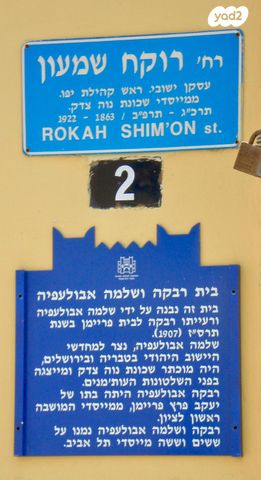 yad2
רח' רוקח שמעון
עסקן ישובי. ראש קהילת יפו.
ממייסדי שכונת נוה צדק.
תרכ"ג - תרפ"ב / 1863 - 1922
ROKAH SHIM'ON st.
2
בית רבקה ושלמה אבולעפיה
בית זה נבנה על ידי שלמה אבולעפיה
ורעייתו רבקה לבית פריימן בשנת
תרס"ז (1907).
שלמה אבולעפיה, נצר למחדשי
היישוב היהודי בטבריה ובירושלים,
היה מוכתר שכונת נוה צדק ומייצגה
בפני השלטונות העות'מנים.
רבקה אבולעפיה היתה בתו של
יעקב פרץ פריימן, ממייסדי המושבה
ראשון לציון.
רבקה ושלמה אבולעפיה נמנו על
ששים וששה מייסדי תל אביב.